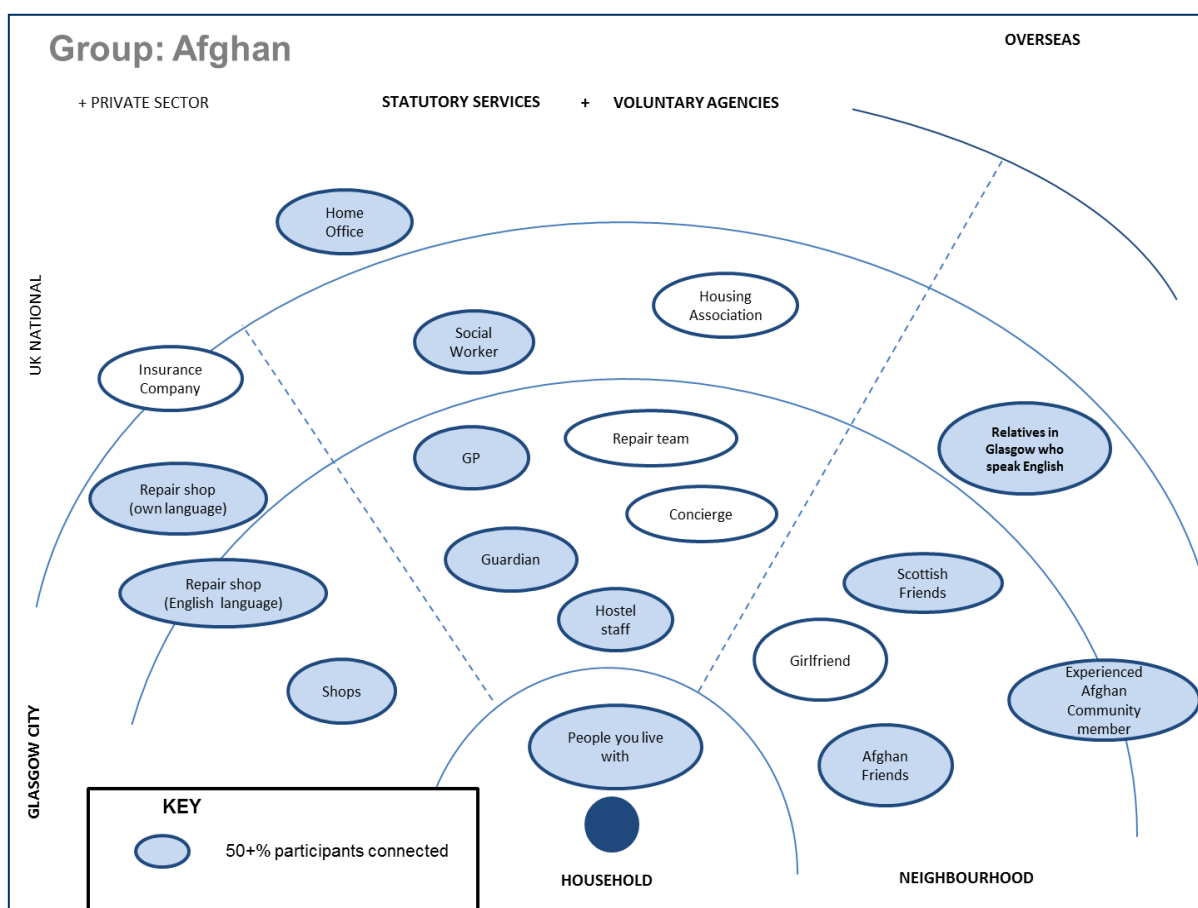 Group: Afghan
OVERSEAS
+ PRIVATE SECTOR
STATUTORY SERVICES + VOLUNTARY AGENCIES
Home
Office
UK NATIONAL
Housing
Association
Social
Worker
Insurance
Company
Repair team
Relatives in
Glasgow who
speak English
GP
Repair shop
(own language)
Concierge
Guardian
Scottish
Friends
Repair shop
(English language)
Hostel
staff
Girlfriend
Shops
Experienced
Afghan
Community
member
People you live
with
Afghan
Friends
GLASGOW CITY
KEY
50+% participants connected
HOUSEHOLD
NEIGHBOURHOOD